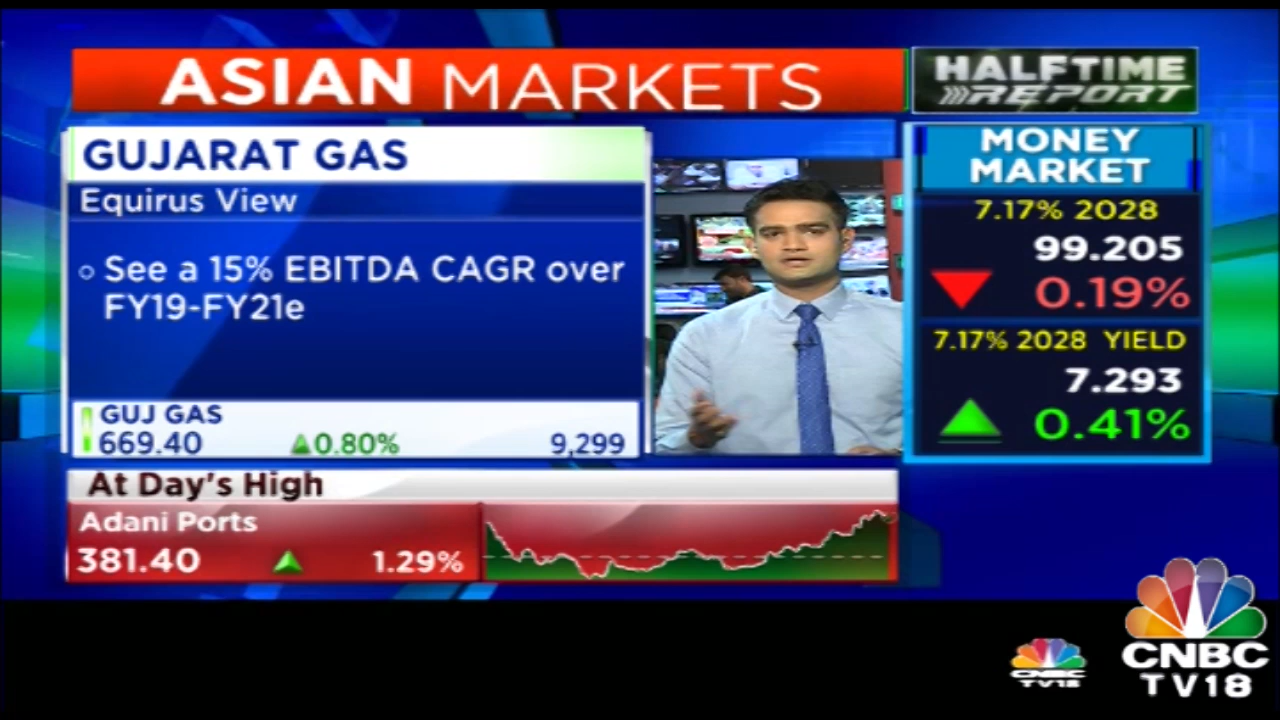 ASIAN MARKETS
HALFTIME
REPORT
GUJARAT GAS
Equirus View
See a 15% EBITDA CAGR over
FY19-FY21e
GUJ GAS
669.40 ▲0.80% 9,299
MONEY
MARKET
7.17% 2028
99.205
▼ 0.19%
7.17% 2028 YIELD
7.293
▲ 0.41%
At Day's High
Adani Ports
381.40 ▲ 1.29%
CNBC
TV18
CNBC
TV18